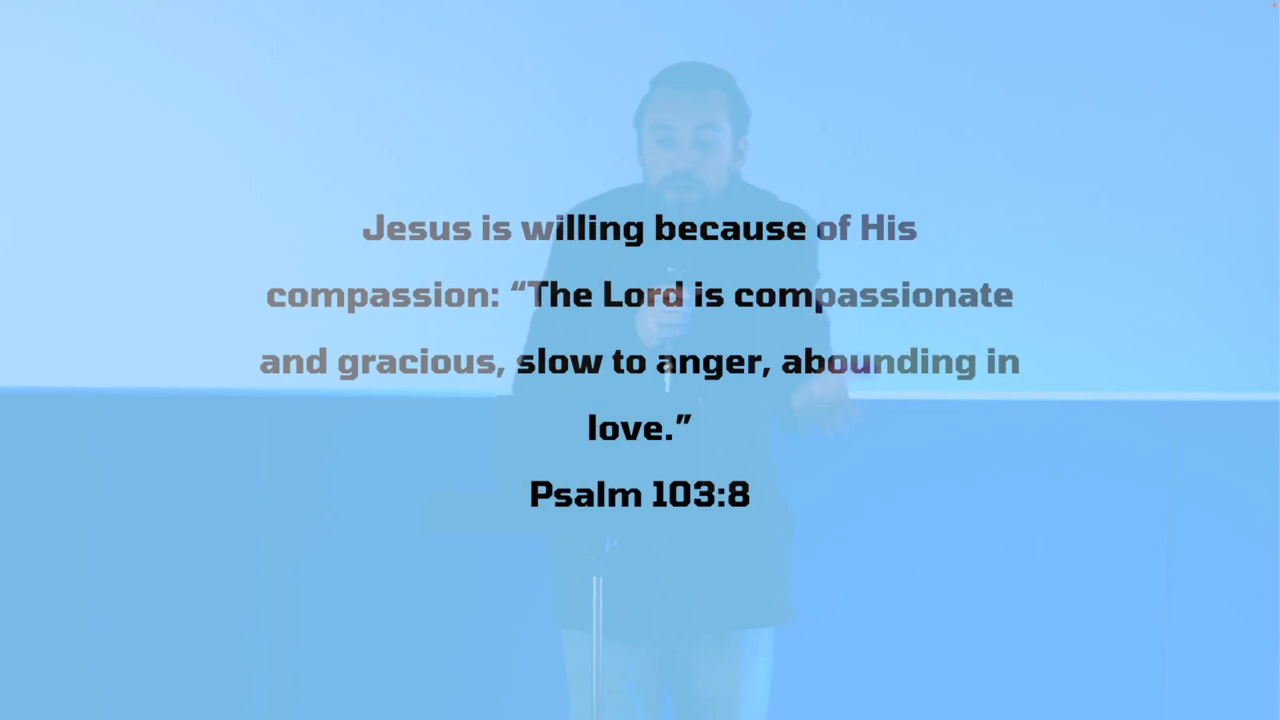 Jesus is willing because of His
compassion: “The Lord is compassionate
and gracious, slow to anger, abounding in
love.”
Psalm 103:8